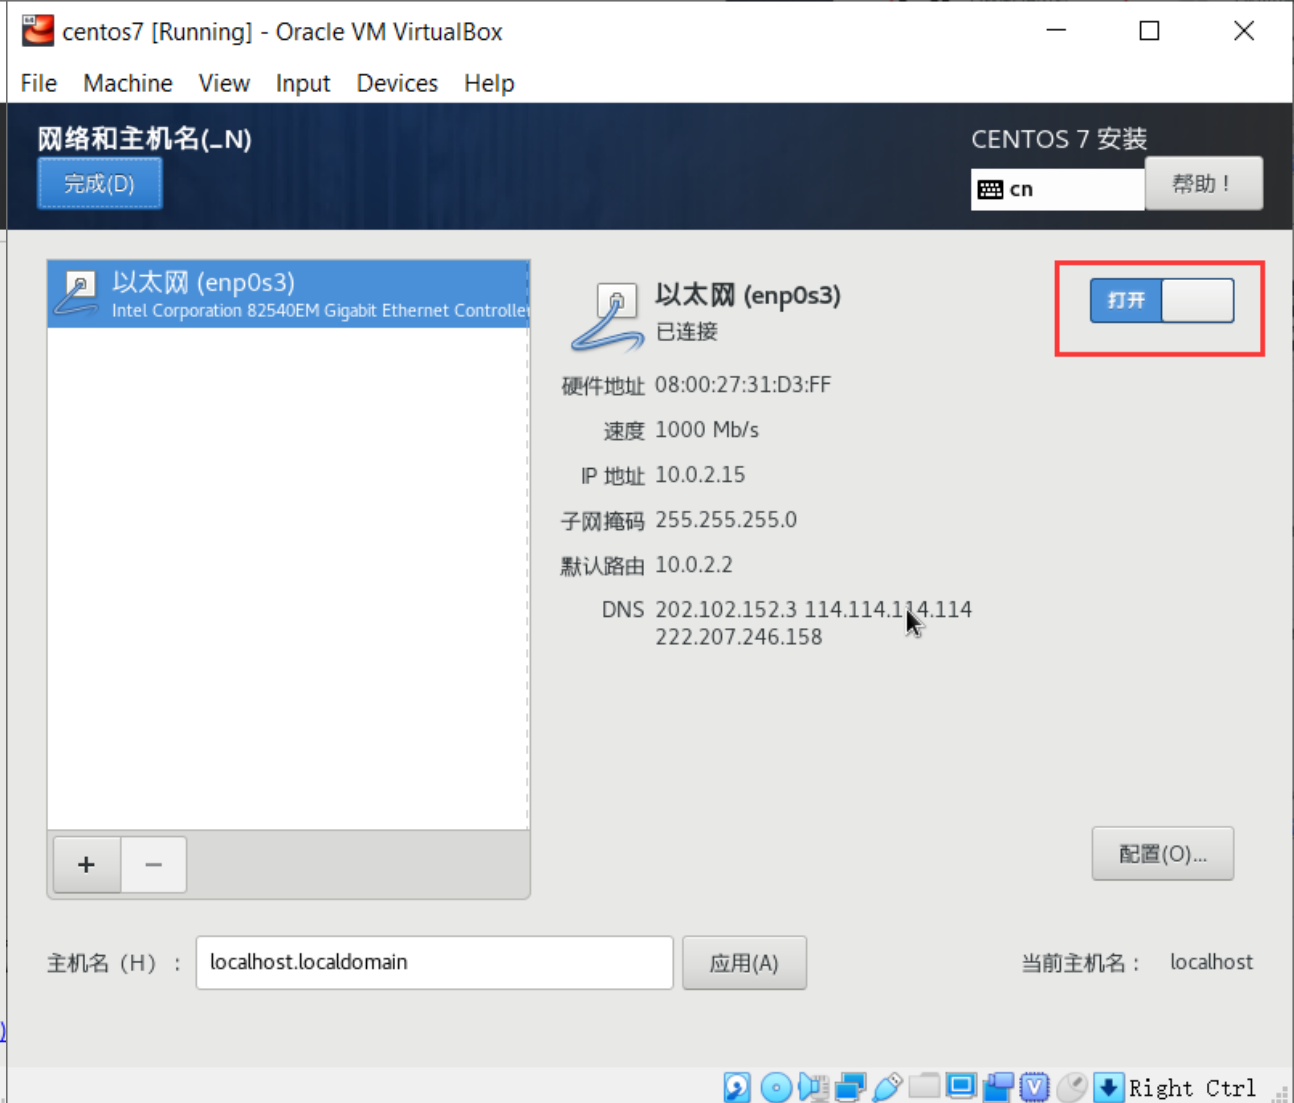 centos7 [Running] - Oracle VM VirtualBox
File Machine View Input Devices Help
网络和主机名(_N)
CENTOS 7 安装
完成(D)
cn
帮助！
以太网 (enp0s3)
Intel Corporation 82540EM Gigabit Ethernet Controlle
以太网 (enp0s3)
已连接
打开
硬件地址 08:00:27:31:D3:FF
速度 1000 Mb/s
IP 地址 10.0.2.15
子网掩码 255.255.255.0
默认路由 10.0.2.2
DNS 202.102.152.3 114.114.114.114
222.207.246.158
+ −
配置(O)...
主机名（H）： localhost.localdomain 应用(A) 当前主机名： localhost
Right Ctrl